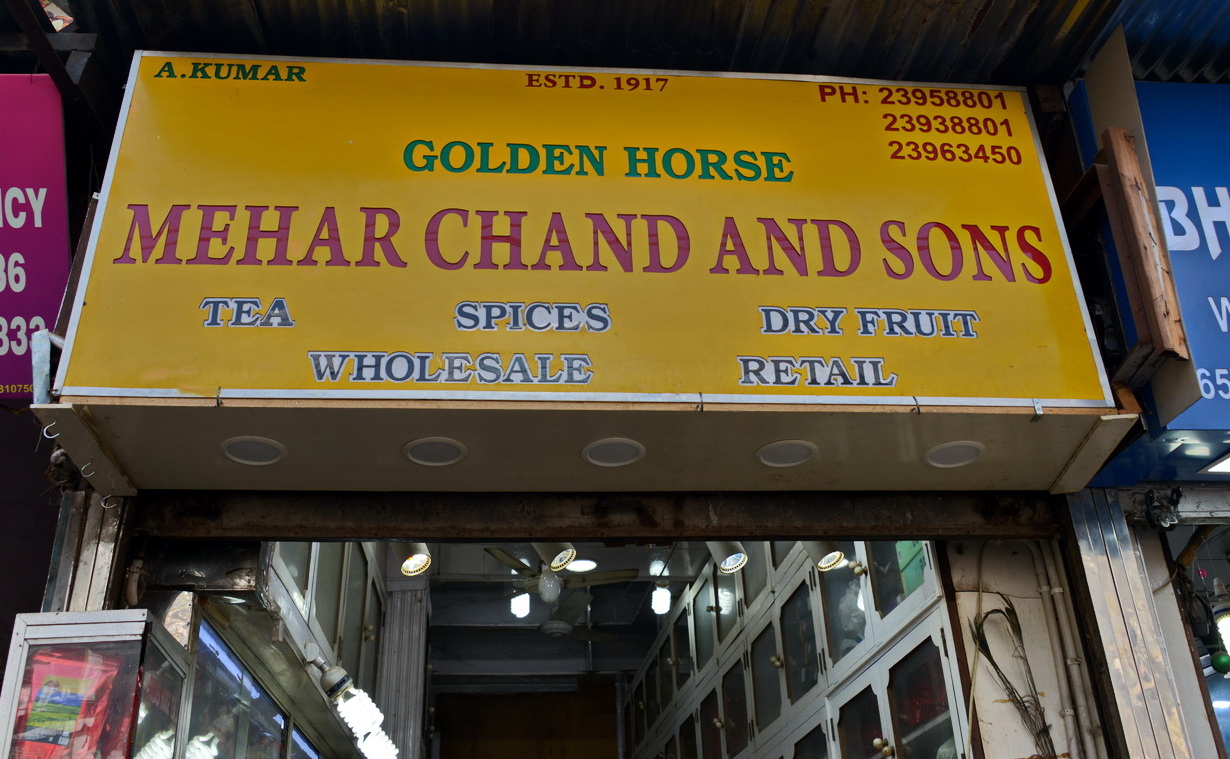 A.KUMAR
ESTD. 1917
PH: 23958801
23938801
23963450
GOLDEN HORSE
MEHAR CHAND AND SONS
TEA SPICES DRY FRUIT
WHOLESALE RETAIL